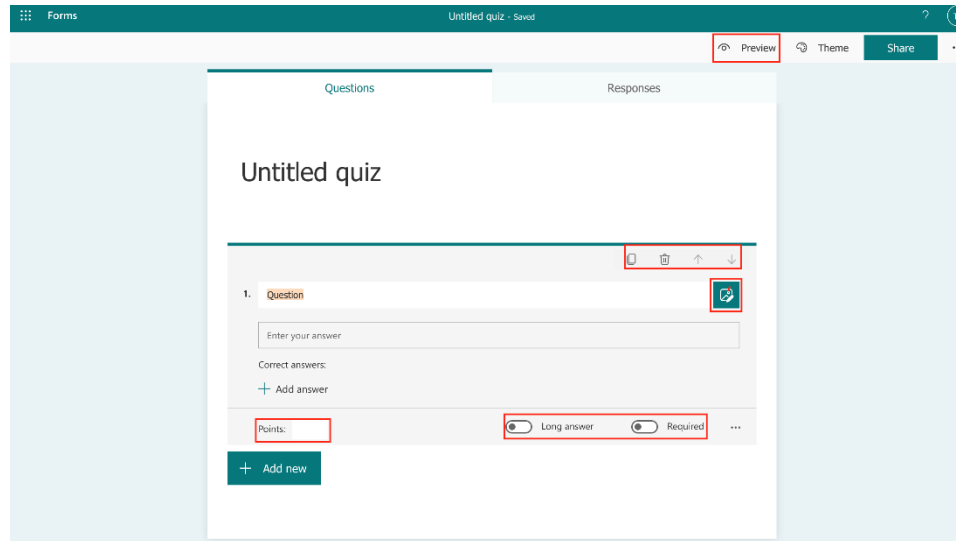 Forms
Untitled quiz - Saved
?
Preview
Theme
Share
Questions
Responses
Untitled quiz
1. Question
Enter your answer
Correct answers:
Add answer
Points:
Long answer
Required
Add new